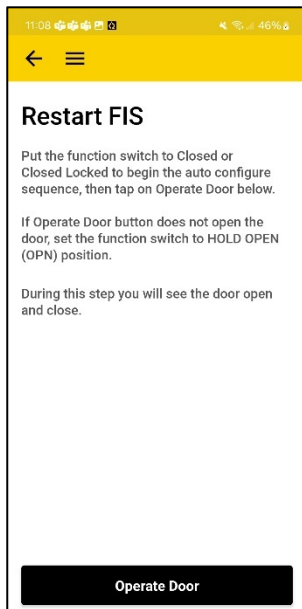 11:08 46%
Restart FIS
Put the function switch to Closed or
Closed Locked to begin the auto configure
sequence, then tap on Operate Door below.
If Operate Door button does not open the
door, set the function switch to HOLD OPEN
(OPN) position.
During this step you will see the door open
and close.
Operate Door